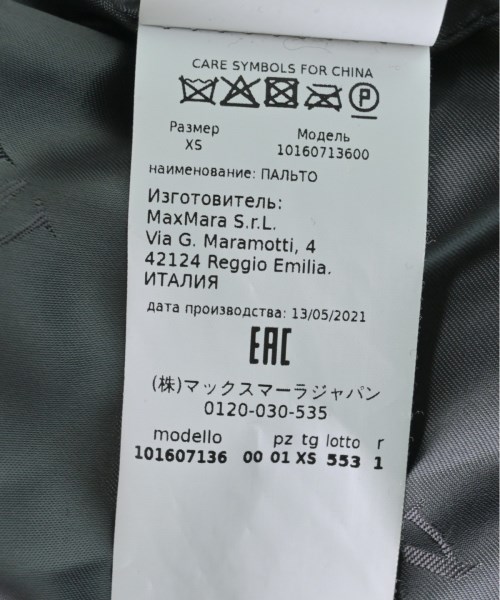 CARE SYMBOLS FOR CHINA
P
Размер Модель
XS 10160713600
наименование: ПАЛЬТО
Изготовитель:
MaxMara S.r.L.
Via G. Maramotti, 4
42124 Reggio Emilia.
ИТАЛИЯ
дата производства: 13/05/2021
EAC
(株)マックスマーラジャパン
0120-030-535
modello pz tg lotto r
101607136 00 01 XS 553 1